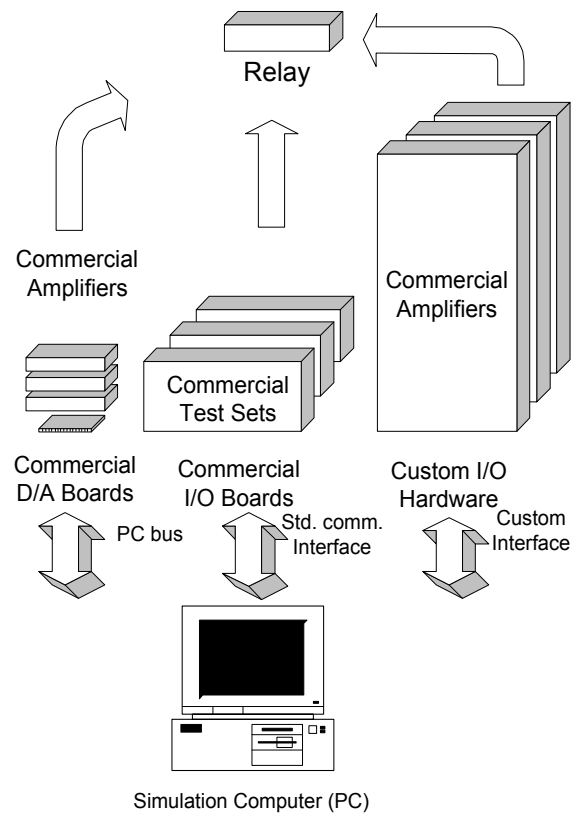 Relay
Commercial
Amplifiers
Commercial
Amplifiers
Commercial
Test Sets
Commercial
D/A Boards
Commercial
I/O Boards
Custom I/O
Hardware
PC bus
Std. comm.
Interface
Custom
Interface
Simulation Computer (PC)